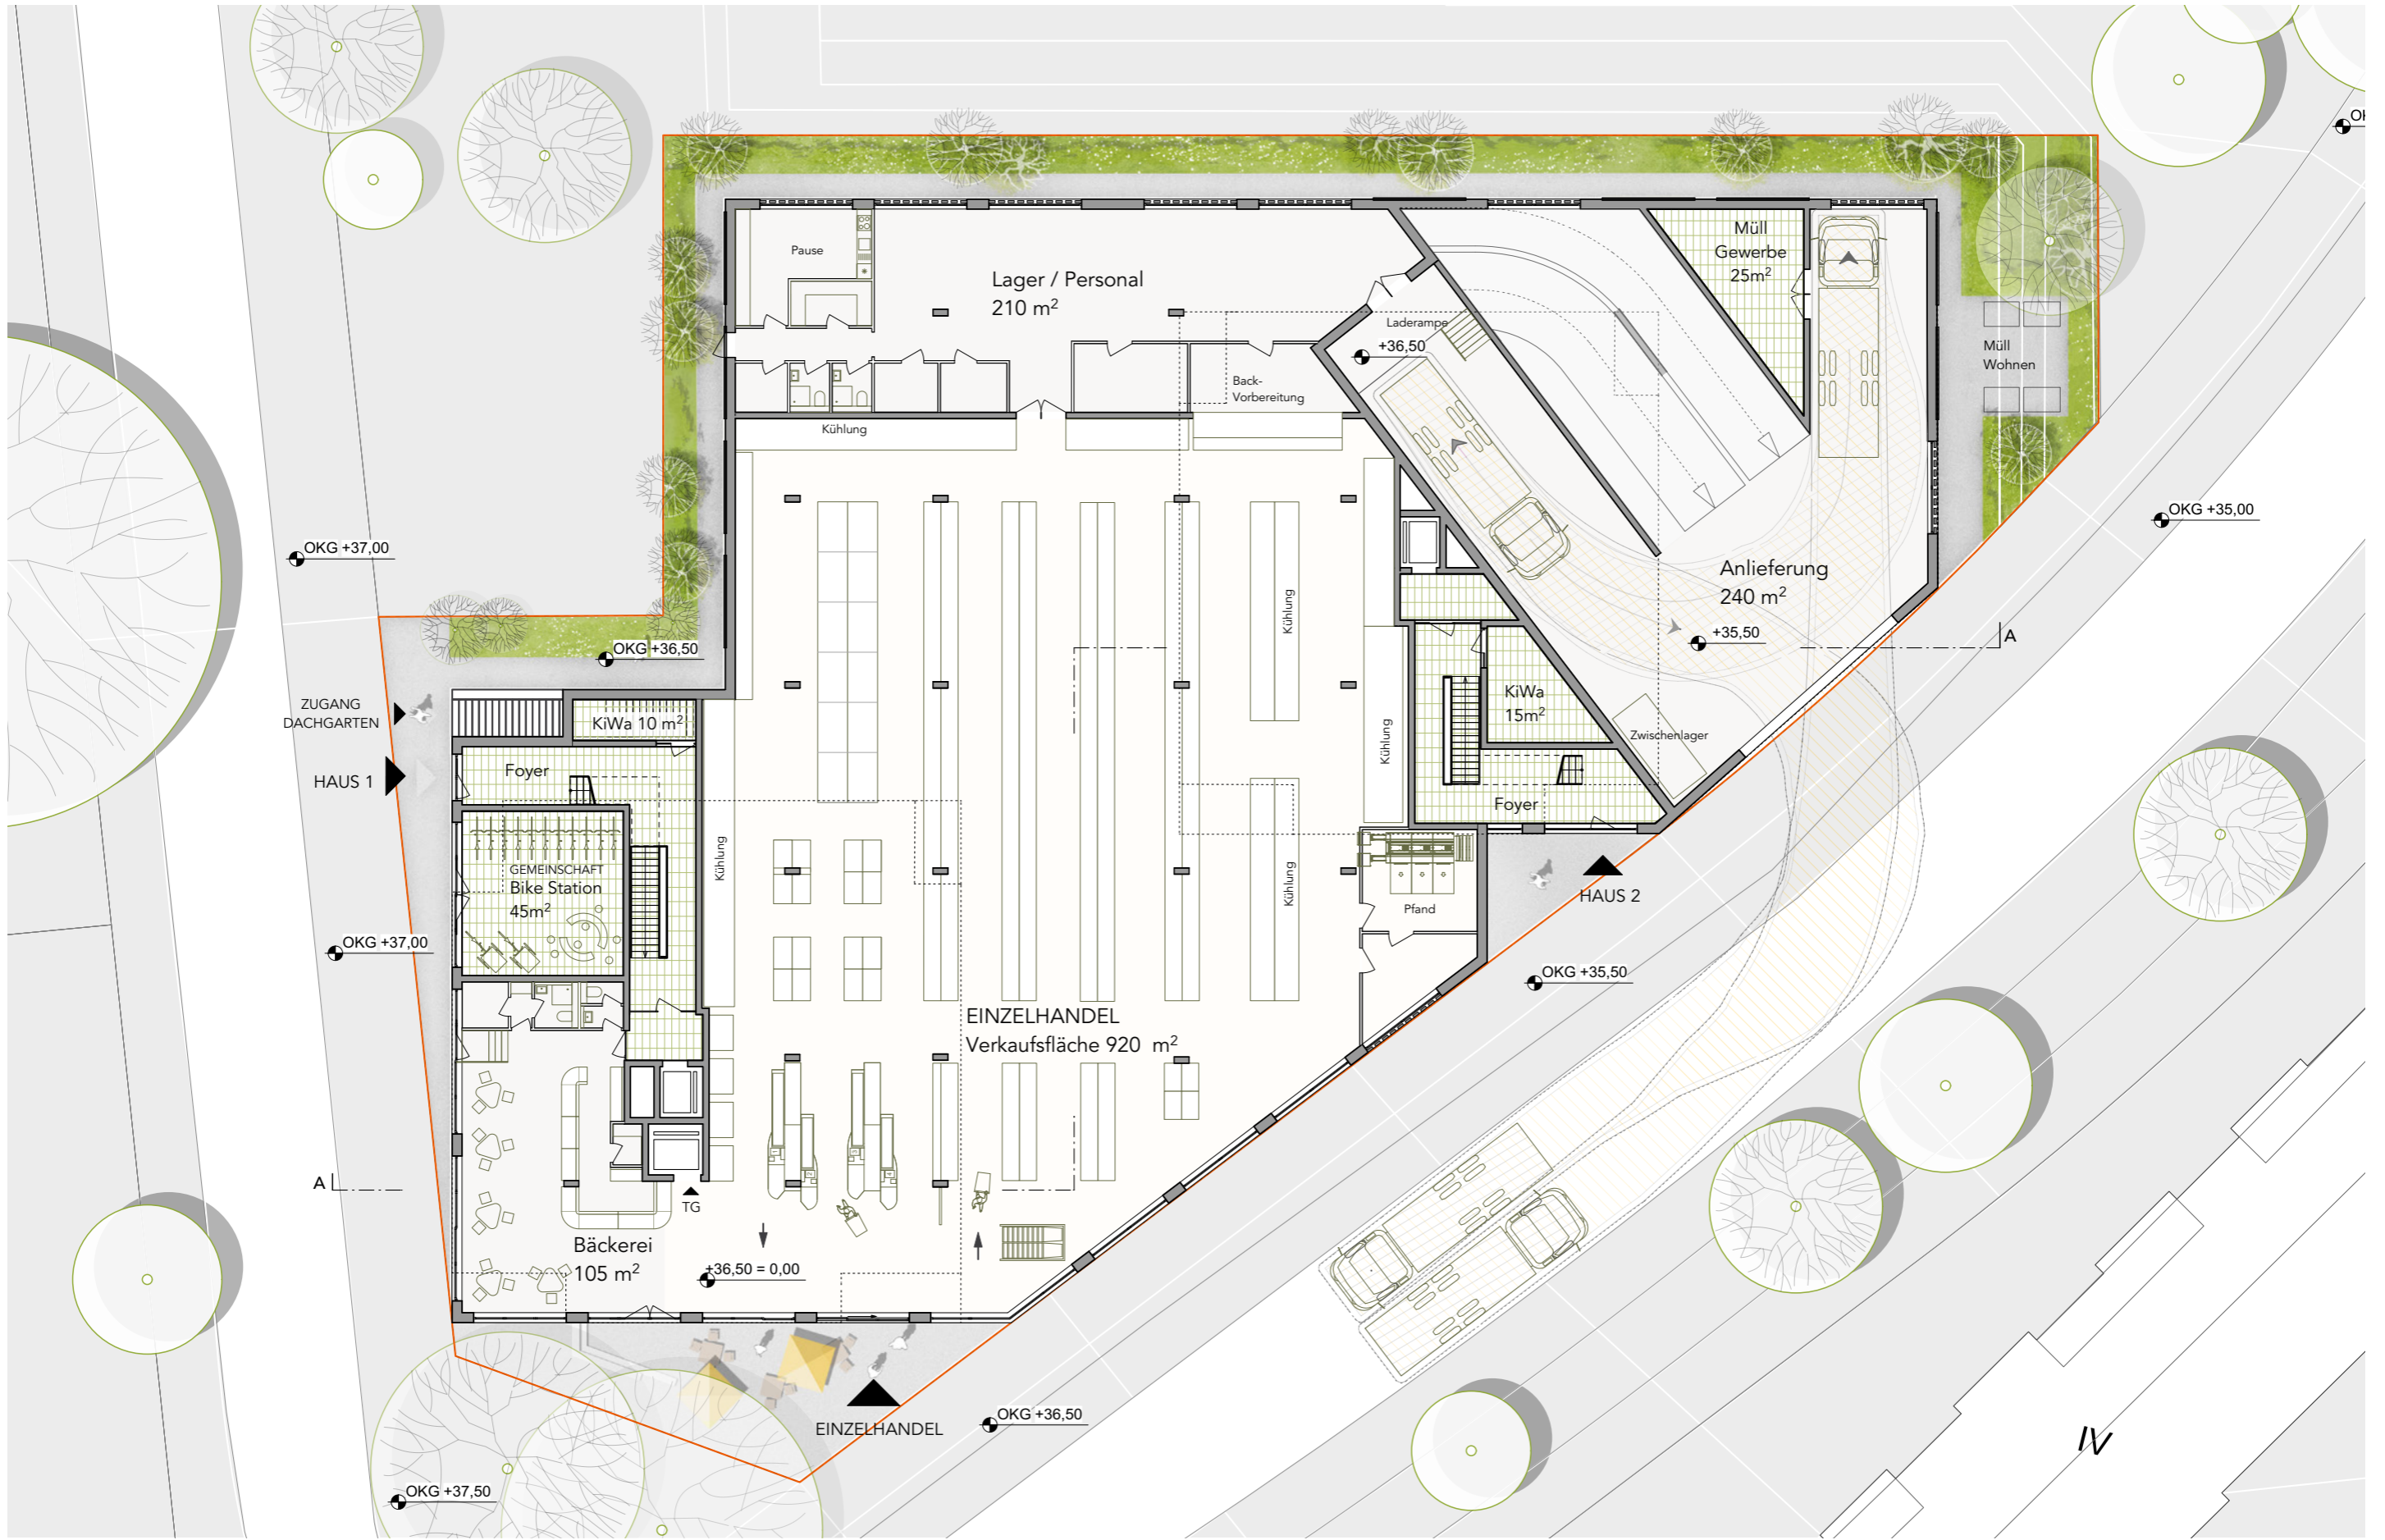 OK
Pause
Lager / Personal
210 m²
Müll
Gewerbe
25m²
Laderampe
+36,50
Müll
Wohnen
Back-
Vorbereitung
Kühlung
OKG +35,00
OKG +37,00
Anlieferung
240 m²
Kühlung
+35,50
A
OKG +36,50
ZUGANG
DACHGARTEN
KiWa 10 m²
KiWa
15m²
Zwischenlager
Kühlung
Foyer
HAUS 1
Foyer
Kühlung
Kühlung
GEMEINSCHAFT
Bike Station
45m²
HAUS 2
Pfand
OKG +37,00
OKG +35,50
EINZELHANDEL
Verkaufsfläche 920 m²
A
TG
Bäckerei
105 m²
+36,50 = 0,00
EINZELHANDEL
OKG +36,50
IV
OKG +37,50